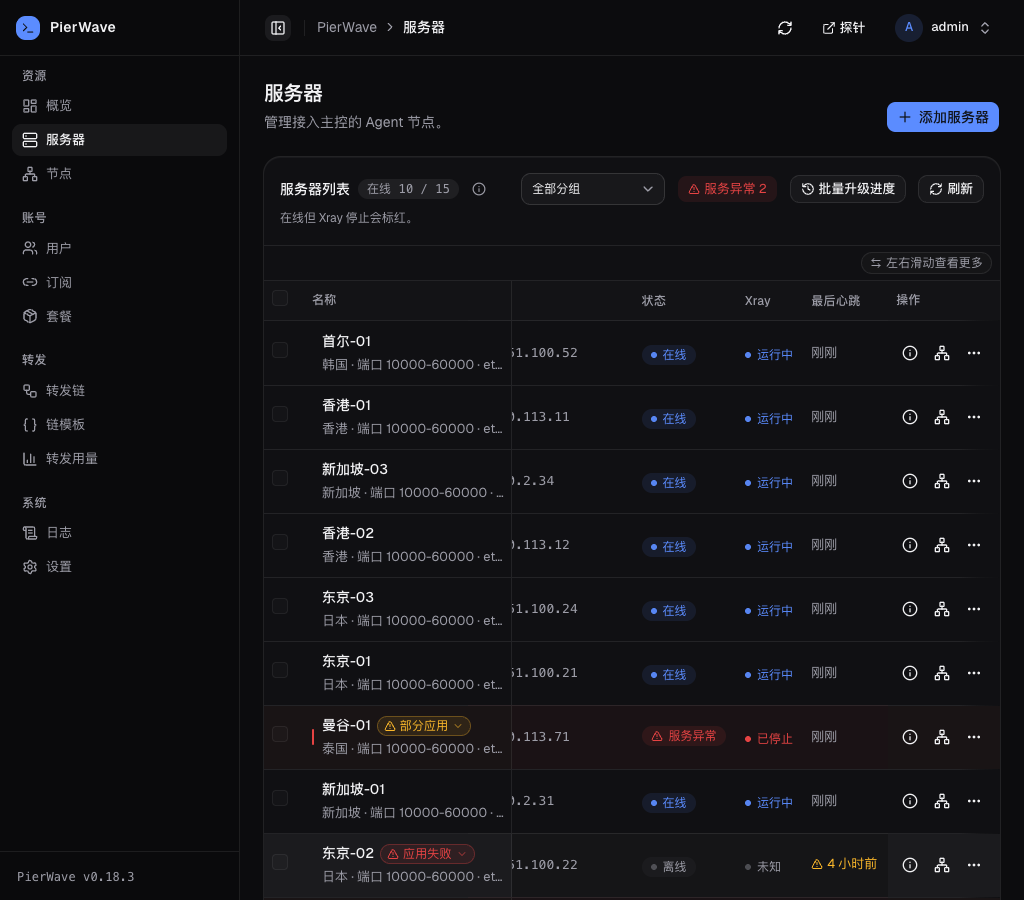 PierWave
PierWave > 服务器
探针
A admin
资源
概览
服务器
节点
账号
用户
订阅
套餐
转发
转发链
链模板
转发用量
系统
日志
设置
PierWave v0.18.3
服务器
管理接入主控的 Agent 节点。
添加服务器
服务器列表 在线 10 / 15
在线但 Xray 停止会标红。
全部分组
服务异常 2
批量升级进度
刷新
左右滑动查看更多
名称 状态 Xray 最后心跳 操作
首尔-01
韩国 · 端口 10000-60000 · et… 51.100.52 在线 运行中 刚刚
香港-01
香港 · 端口 10000-60000 · et… .113.11 在线 运行中 刚刚
新加坡-03
新加坡 · 端口 10000-60000 · … .2.34 在线 运行中 刚刚
香港-02
香港 · 端口 10000-60000 · et… .113.12 在线 运行中 刚刚
东京-03
日本 · 端口 10000-60000 · et… 51.100.24 在线 运行中 刚刚
东京-01
日本 · 端口 10000-60000 · et… 51.100.21 在线 运行中 刚刚
曼谷-01 部分应用
泰国 · 端口 10000-60000 · et… .113.71 服务异常 已停止 刚刚
新加坡-01
新加坡 · 端口 10000-60000 · … .2.31 在线 运行中 刚刚
东京-02 应用失败
日本 · 端口 10000-60000 · et… 51.100.22 离线 未知 4 小时前